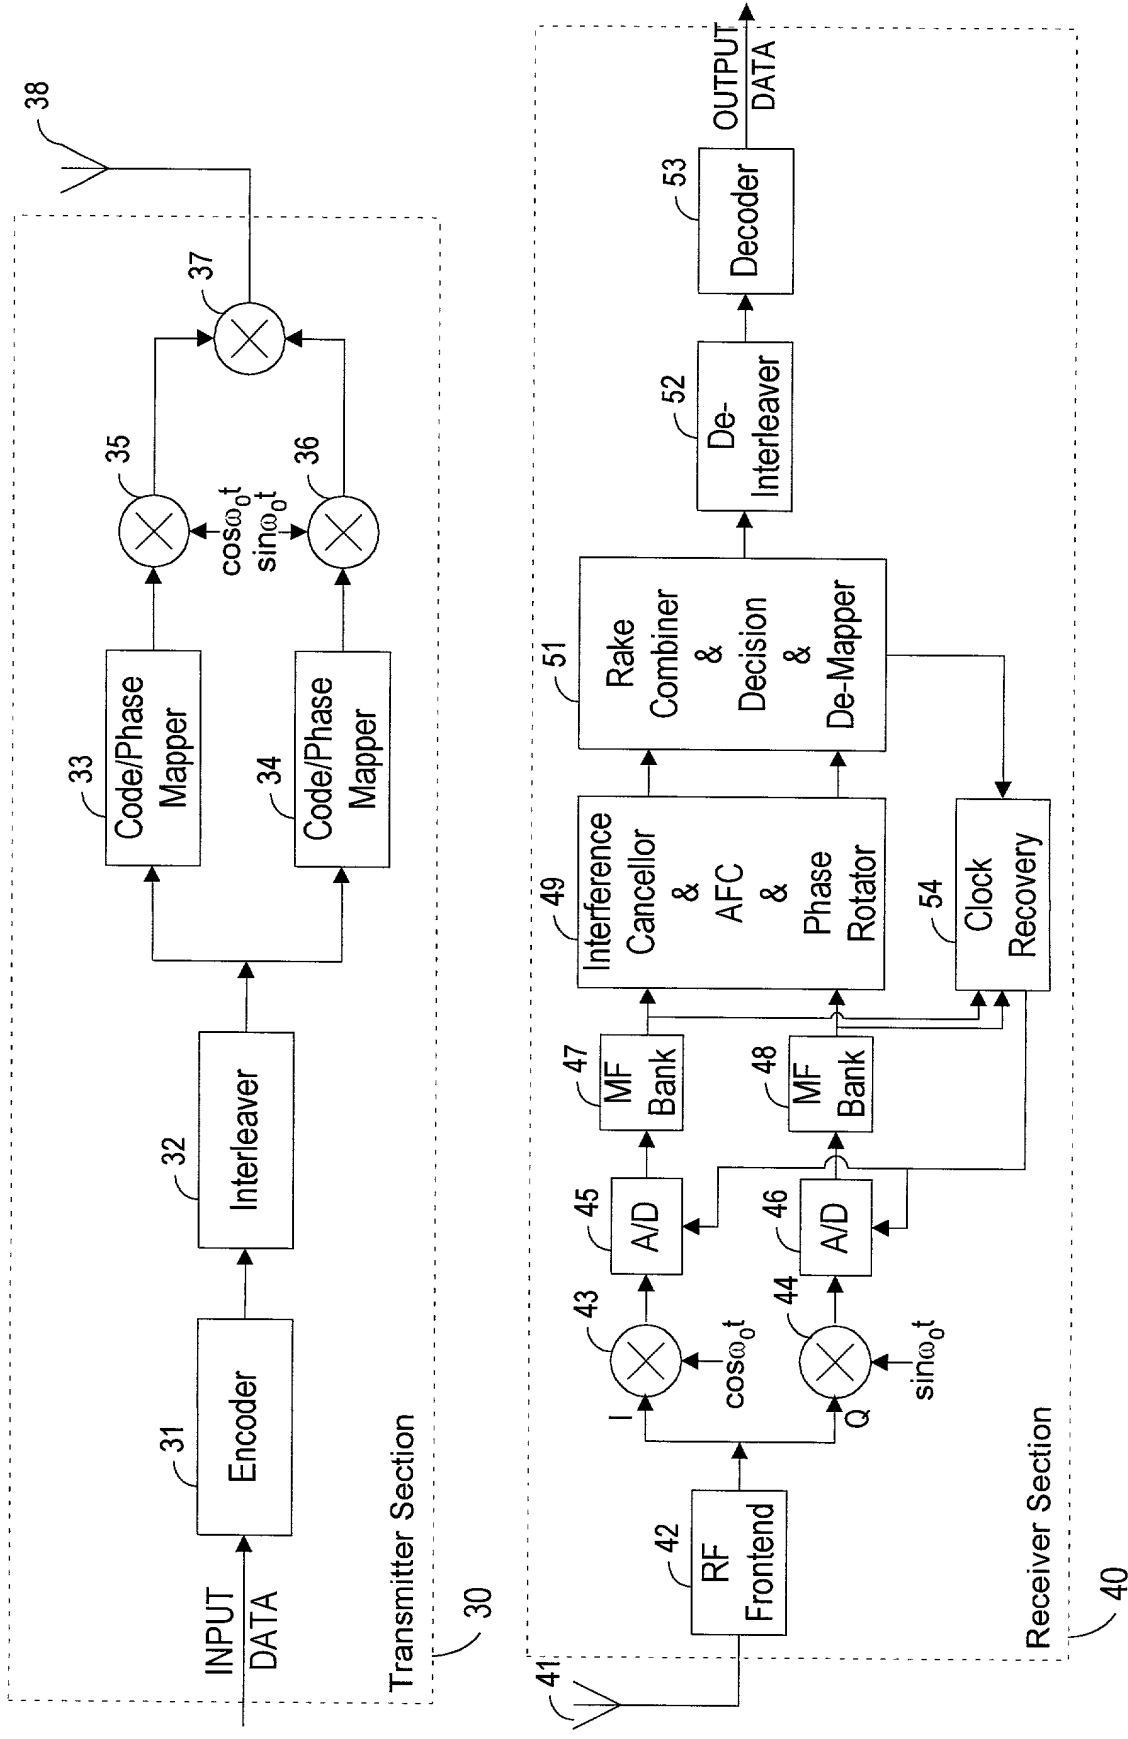 INPUT
DATA
31
Encoder
32
Interleaver
33
Code/Phase
Mapper
34
Code/Phase
Mapper
35
cosω₀t
sinω₀t
36
37
38
Transmitter Section
30
41
42
RF
Frontend
I
Q
43
cosω₀t
44
sinω₀t
45
A/D
46
A/D
47
MF
Bank
48
MF
Bank
49
Interference
Cancellor
&
AFC
&
Phase
Rotator
54
Clock
Recovery
51
Rake
Combiner
&
Decision
&
De-Mapper
52
De-
Interleaver
53
Decoder
OUTPUT
DATA
Receiver Section
40